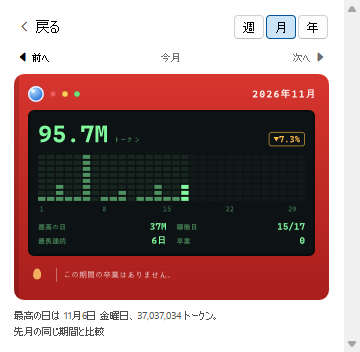 戻る
週 月 年
前へ 今月 次へ
2026年11月
95.7M トークン ▼7.3%
1 8 15 22 29
最高の日 37M 稼働日 15/17
最長連続 6日 卒業 0
この期間の卒業はありません。
最高の日は 11月6日 金曜日、37,037,034 トークン。
先月の同じ期間と比較